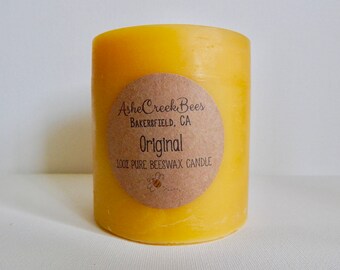 AsheCreekBees
BAKERSFIELD, CA
Original
100% PURE BEESWAX CANDLE